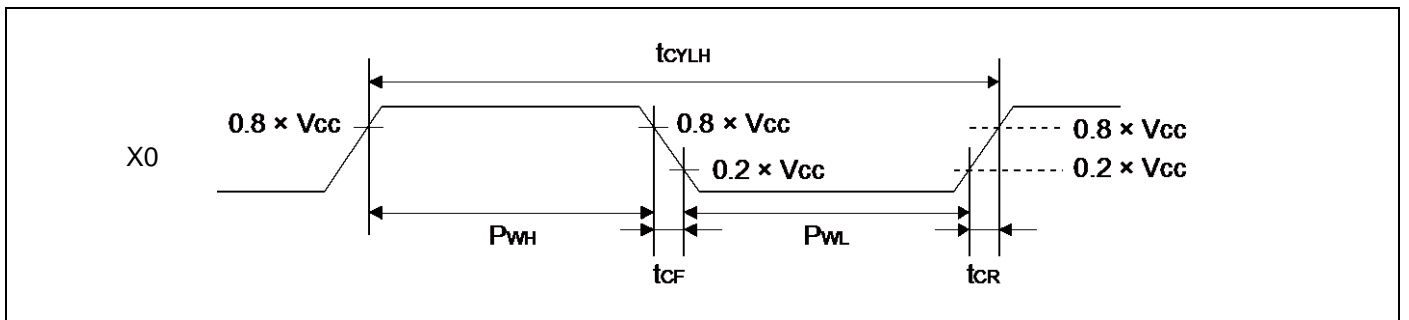 tCYLH
0.8 × Vcc
0.8 × Vcc
0.8 × Vcc
X0
0.2 × Vcc
0.2 × Vcc
PWH
PWL
tCF
tCR